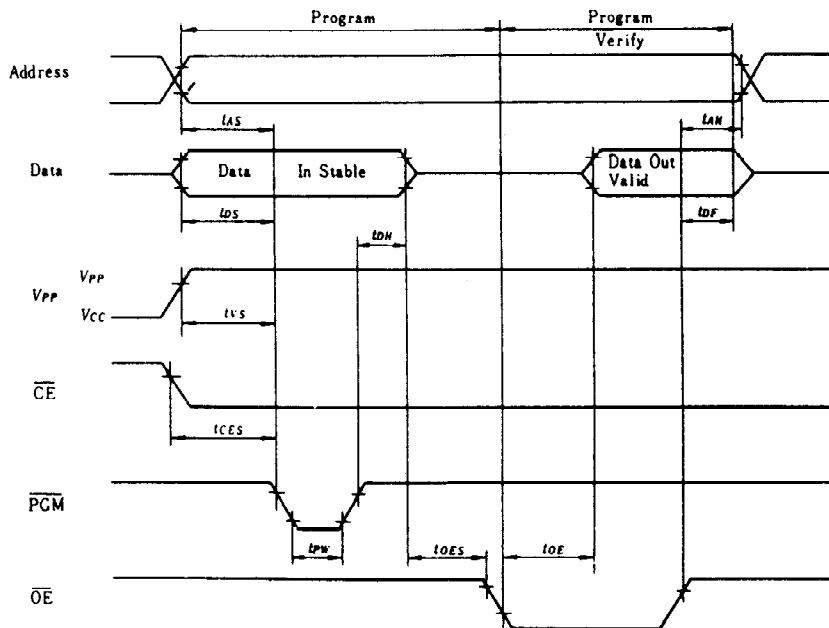 Program
Program
Verify
Address
tAS
tAH
Data
Data
In Stable
Data Out
Valid
tDS
tDH
tDF
VPP
VPP
VCC
tVS
CE
tCES
PGM
tPW
tOES
tOE
OE